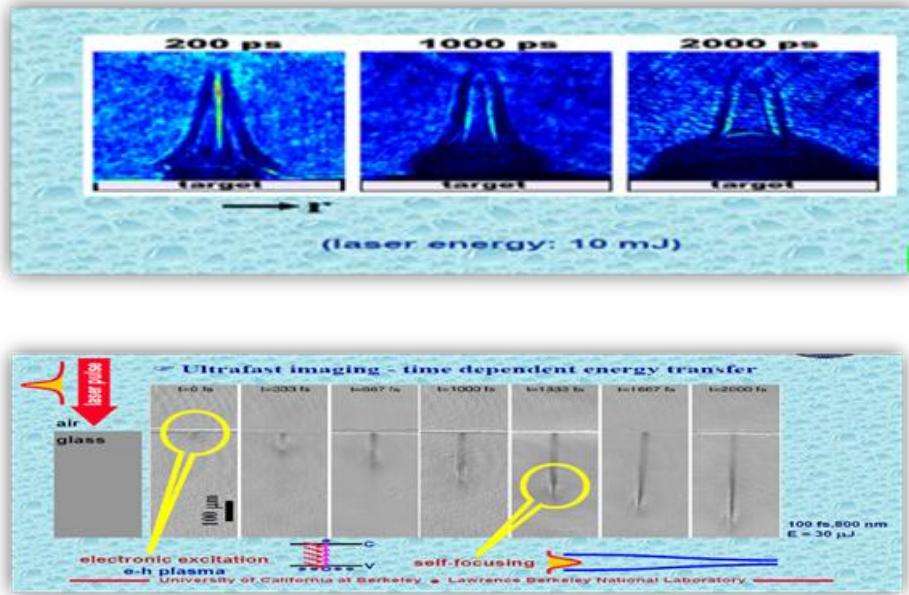 200 ps 1000 ps 2000 ps
target target target
r
(laser energy: 10 mJ)
Ultrafast imaging - time dependent energy transfer
laser pulse
t=0 fs t=333 fs t=667 fs t=1000 fs t=1333 fs t=1667 fs t=2000 fs
air
glass
100 µm
100 fs, 800 nm
E = 30 µJ
electronic excitation
e-h plasma
C
V
self-focusing
University of California at Berkeley • Lawrence Berkeley National Laboratory